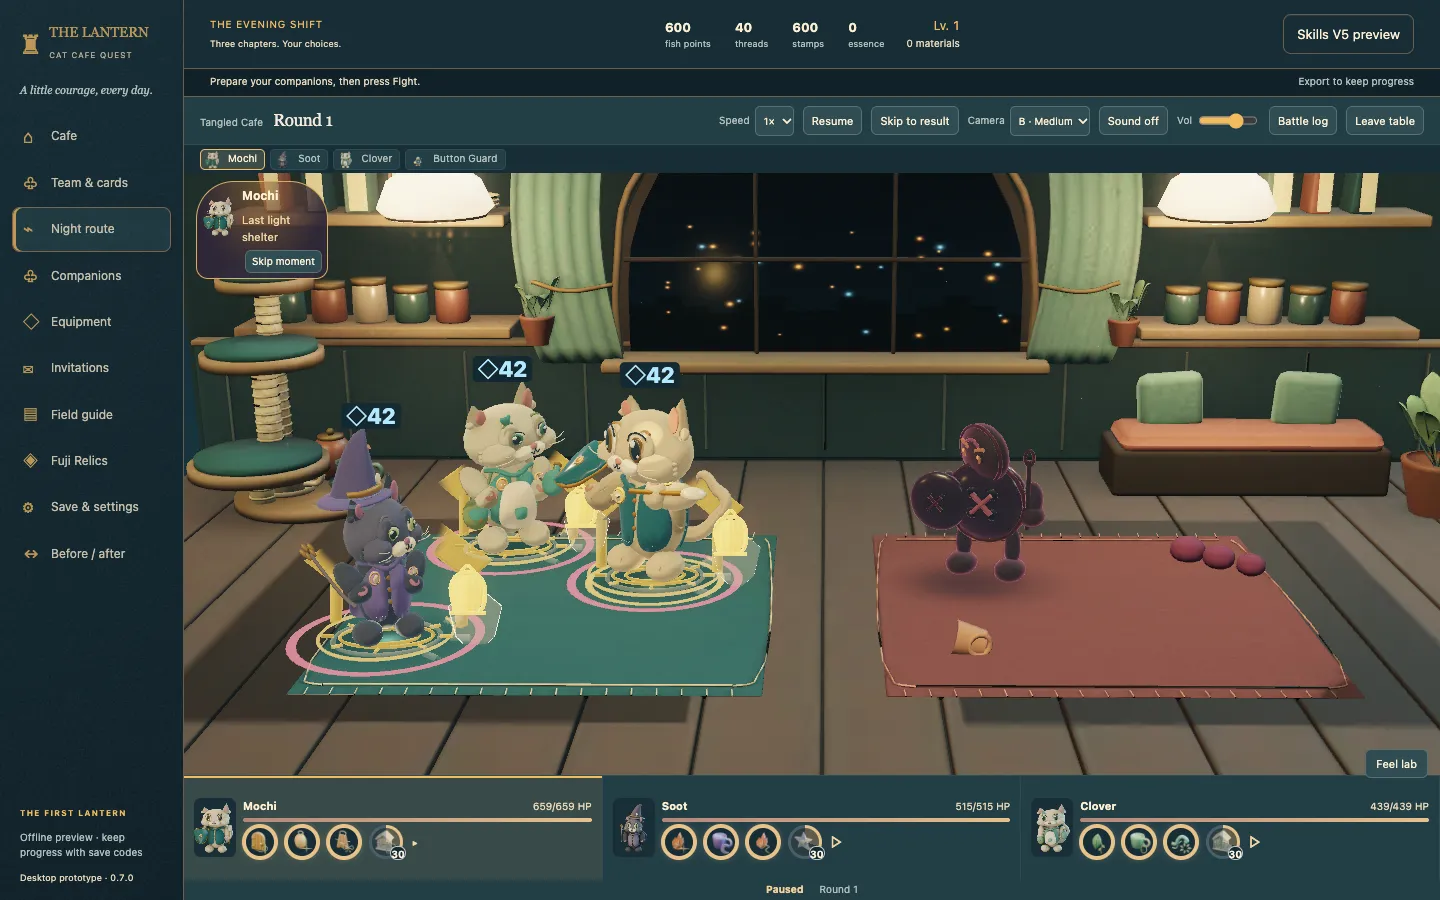 THE LANTERN
CAT CAFE QUEST
A little courage, every day.
Cafe
Team & cards
Night route
Companions
Equipment
Invitations
Field guide
Fuji Relics
Save & settings
Before / after
THE FIRST LANTERN
Offline preview · keep
progress with save codes
Desktop prototype · 0.7.0
THE EVENING SHIFT
Three chapters. Your choices.
600 40 600 0 Lv. 1
fish points threads stamps essence 0 materials
Skills V5 preview
Prepare your companions, then press Fight.
Export to keep progress
Tangled Cafe Round 1
Speed 1x Resume Skip to result Camera B · Medium Sound off Vol Battle log Leave table
Mochi Soot Clover Button Guard
Mochi
Last light
shelter
Skip moment
42
42
42
Feel lab
Mochi 659/659 HP
30
Soot 515/515 HP
30
Clover 439/439 HP
30
Paused Round 1